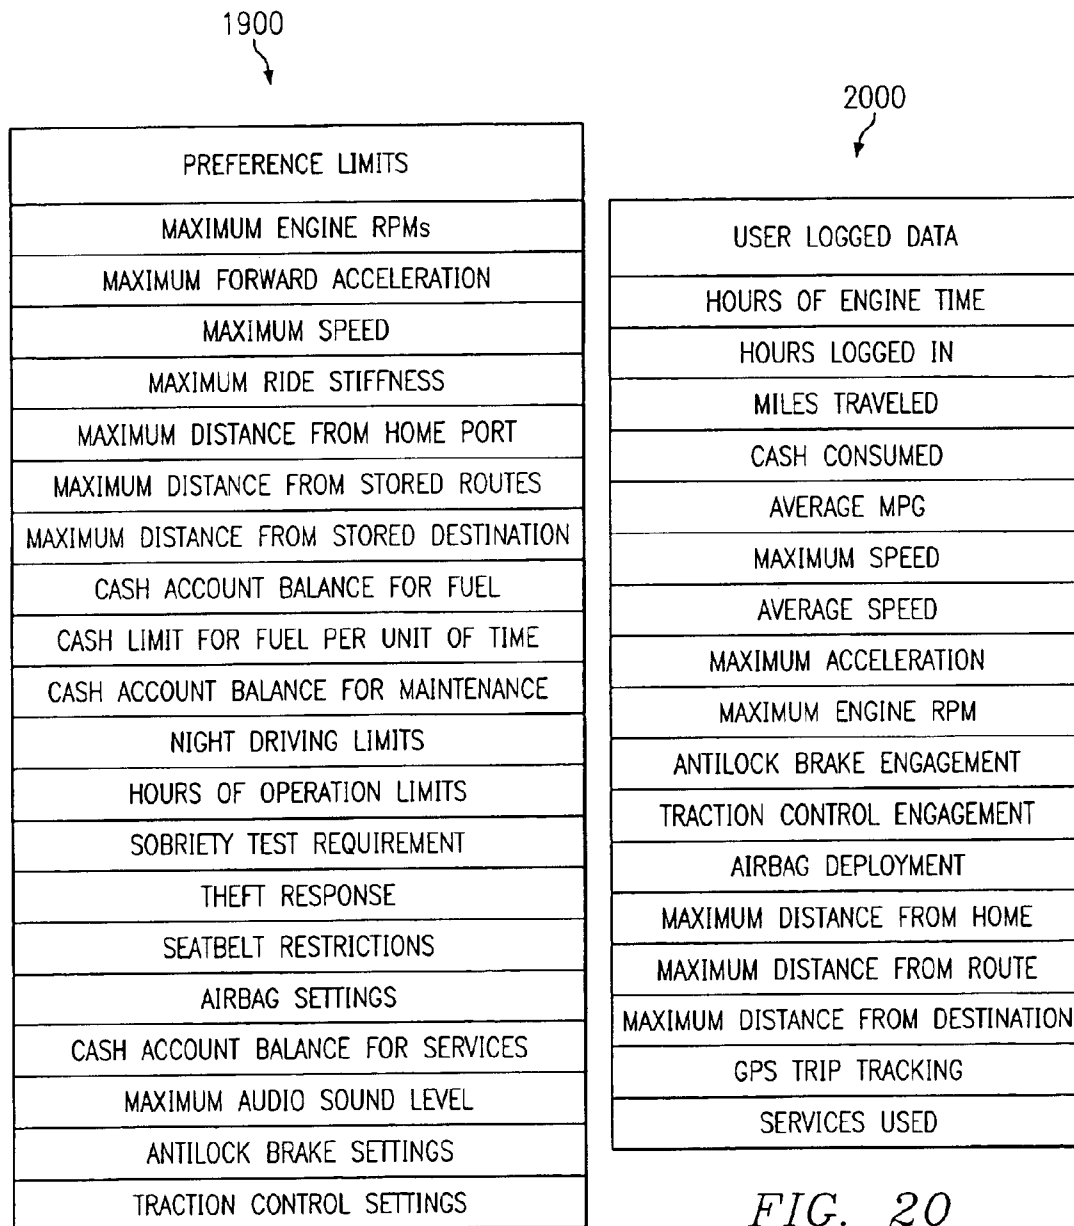 1900
PREFERENCE LIMITS
MAXIMUM ENGINE RPMs
MAXIMUM FORWARD ACCELERATION
MAXIMUM SPEED
MAXIMUM RIDE STIFFNESS
MAXIMUM DISTANCE FROM HOME PORT
MAXIMUM DISTANCE FROM STORED ROUTES
MAXIMUM DISTANCE FROM STORED DESTINATION
CASH ACCOUNT BALANCE FOR FUEL
CASH LIMIT FOR FUEL PER UNIT OF TIME
CASH ACCOUNT BALANCE FOR MAINTENANCE
NIGHT DRIVING LIMITS
HOURS OF OPERATION LIMITS
SOBRIETY TEST REQUIREMENT
THEFT RESPONSE
SEATBELT RESTRICTIONS
AIRBAG SETTINGS
CASH ACCOUNT BALANCE FOR SERVICES
MAXIMUM AUDIO SOUND LEVEL
ANTILOCK BRAKE SETTINGS
TRACTION CONTROL SETTINGS
2000
USER LOGGED DATA
HOURS OF ENGINE TIME
HOURS LOGGED IN
MILES TRAVELED
CASH CONSUMED
AVERAGE MPG
MAXIMUM SPEED
AVERAGE SPEED
MAXIMUM ACCELERATION
MAXIMUM ENGINE RPM
ANTILOCK BRAKE ENGAGEMENT
TRACTION CONTROL ENGAGEMENT
AIRBAG DEPLOYMENT
MAXIMUM DISTANCE FROM HOME
MAXIMUM DISTANCE FROM ROUTE
MAXIMUM DISTANCE FROM DESTINATION
GPS TRIP TRACKING
SERVICES USED
FIG. 20